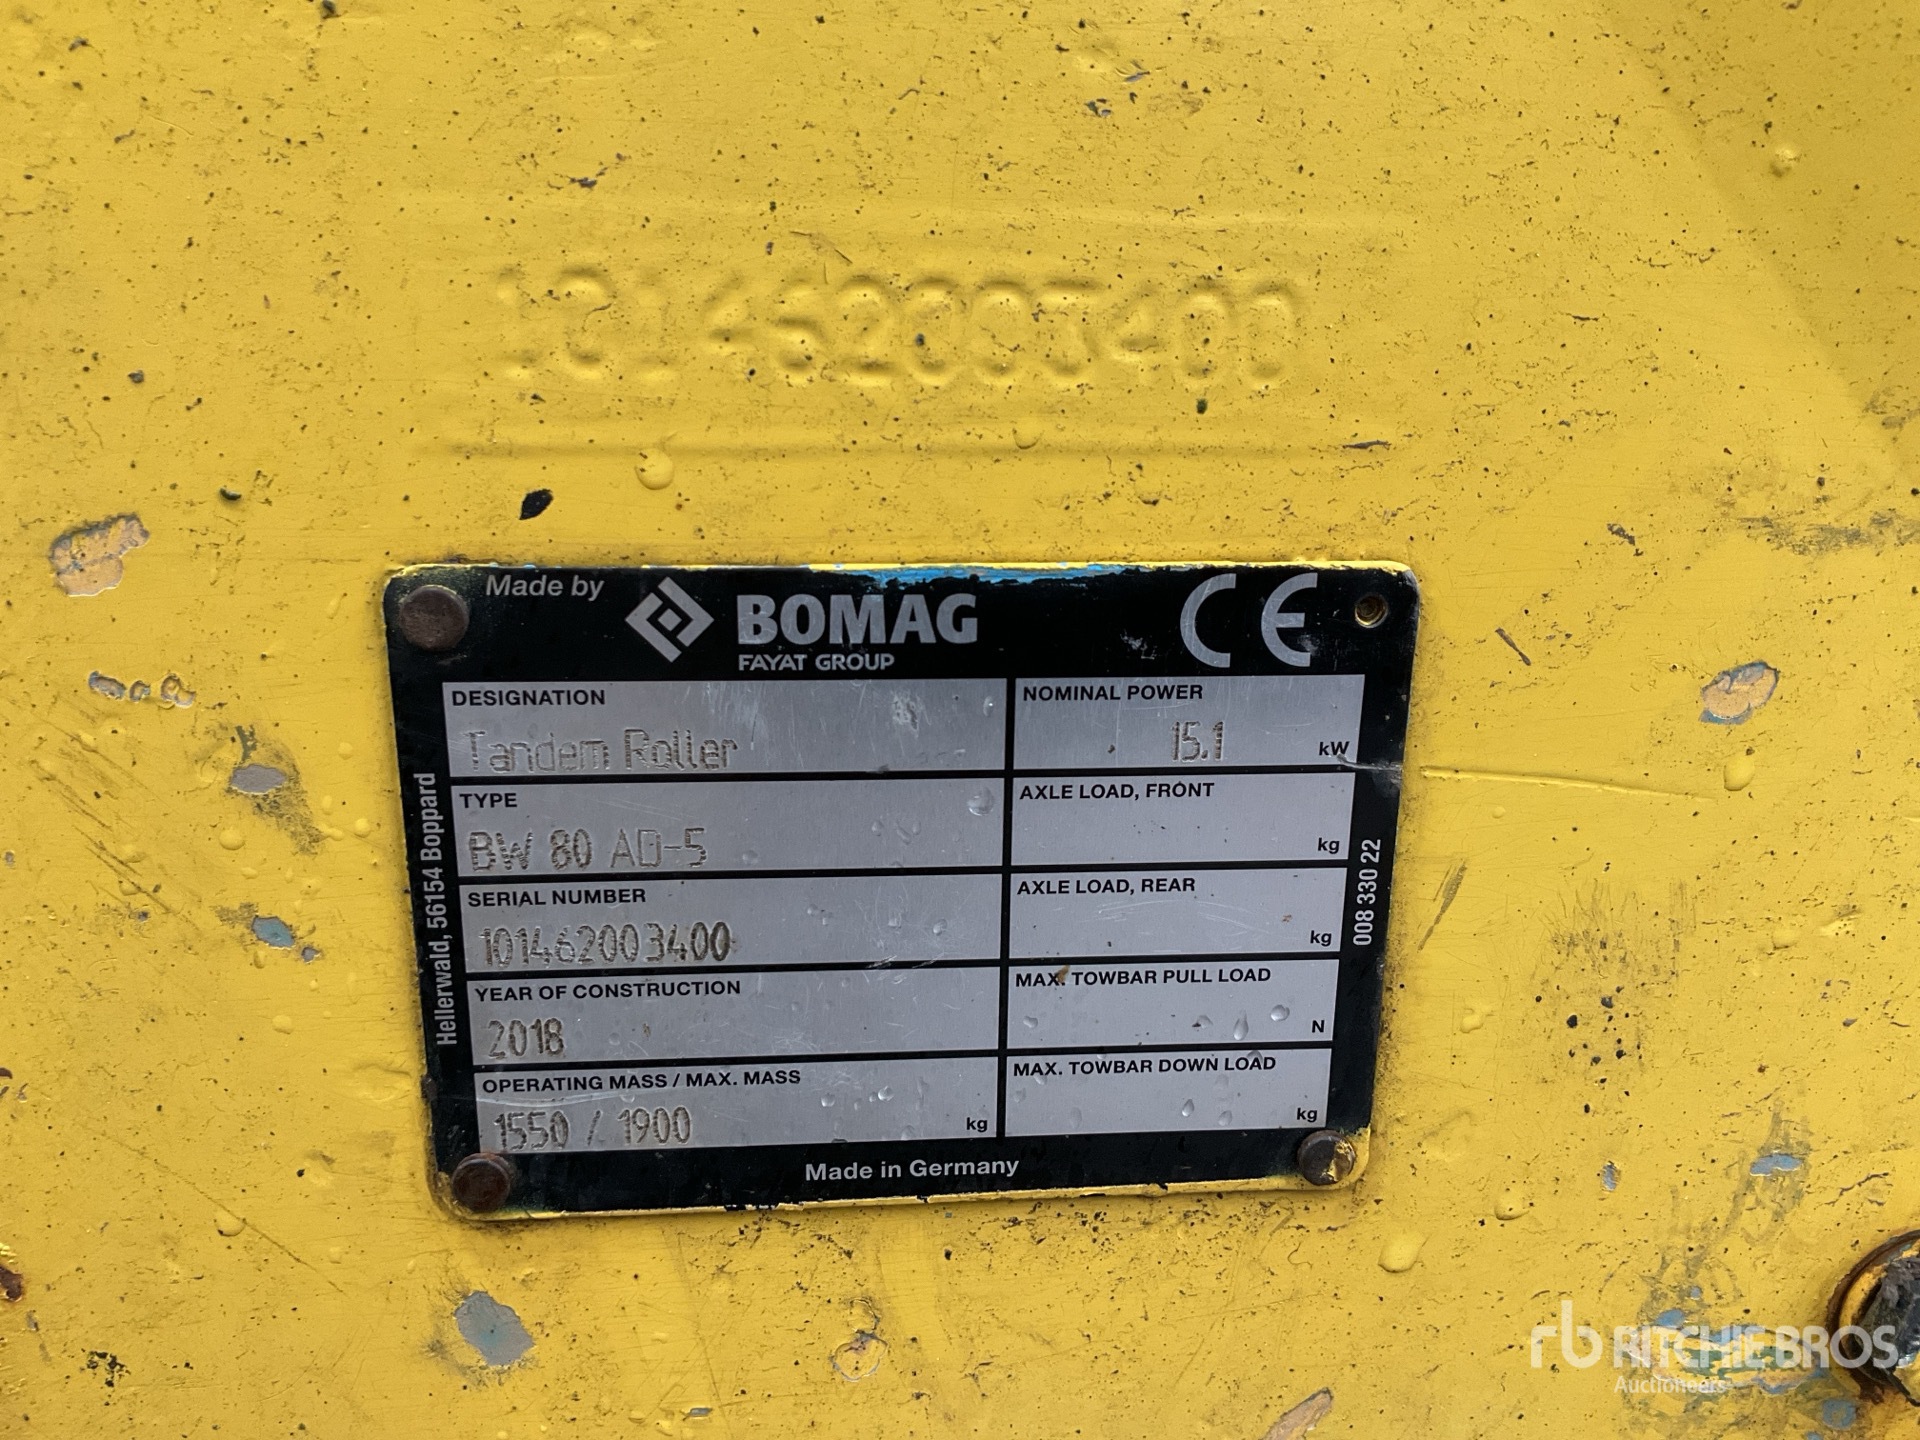 101462003400
Made by
BOMAG
FAYAT GROUP
CE
DESIGNATION
Tandem Roller
NOMINAL POWER
15.1 kW
TYPE
BW 80 AD-5
AXLE LOAD, FRONT
kg
SERIAL NUMBER
101462003400
AXLE LOAD, REAR
kg
YEAR OF CONSTRUCTION
2018
MAX. TOWBAR PULL LOAD
N
OPERATING MASS / MAX. MASS
1550 / 1900 kg
MAX. TOWBAR DOWN LOAD
kg
Made in Germany
Hellerwald, 56154 Boppard
008 330 22
rb RITCHIE BROS
Auctioneers